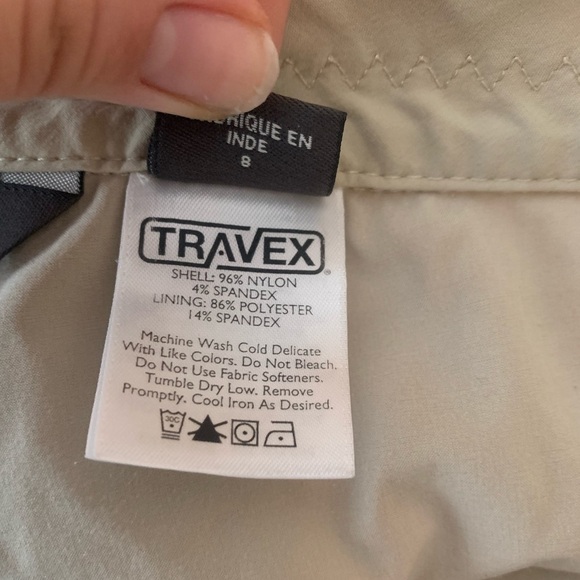 EN
INDE
8
TRAVEX
SHELL: 96% NYLON
4% SPANDEX
LINING: 86% POLYESTER
14% SPANDEX
Machine Wash Cold Delicate
With Like Colors. Do Not Bleach.
Do Not Use Fabric Softeners.
Tumble Dry Low. Remove
Promptly. Cool Iron As Desired.
30C